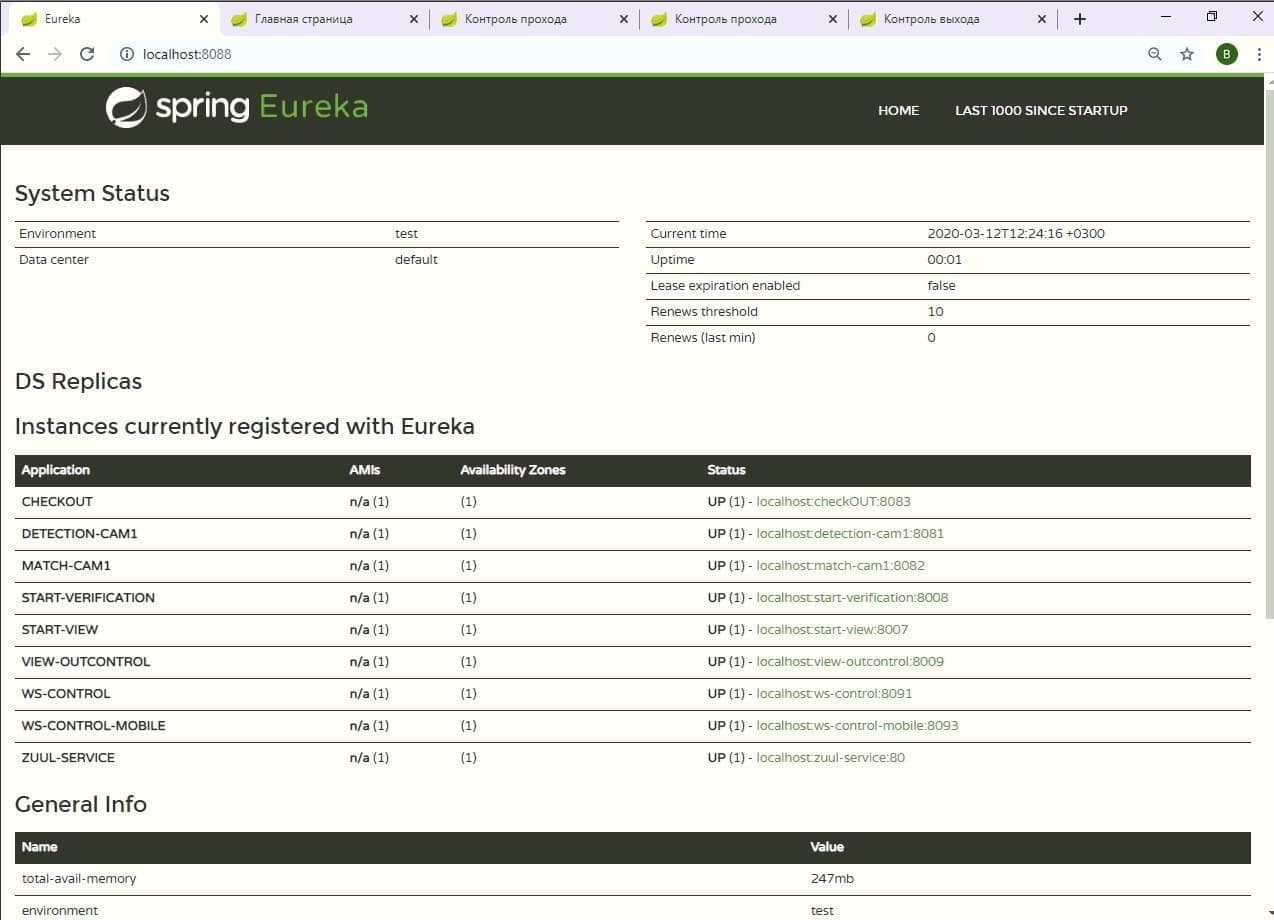 Eureka Главная страница Контроль прохода Контроль прохода Контроль выхода
localhost:8088 B
spring Eureka HOME LAST 1000 SINCE STARTUP
System Status
Environment test Current time 2020-03-12T12:24:16 +0300
Data center default Uptime 00:01
Lease expiration enabled false
Renews threshold 10
Renews (last min) 0
DS Replicas
Instances currently registered with Eureka
Application AMIs Availability Zones Status
CHECKOUT n/a (1) (1) UP (1) - localhost:checkOUT:8083
DETECTION-CAM1 n/a (1) (1) UP (1) - localhost:detection-cam1:8081
MATCH-CAM1 n/a (1) (1) UP (1) - localhost:match-cam1:8082
START-VERIFICATION n/a (1) (1) UP (1) - localhost:start-verification:8008
START-VIEW n/a (1) (1) UP (1) - localhost:start-view:8007
VIEW-OUTCONTROL n/a (1) (1) UP (1) - localhost:view-outcontrol:8009
WS-CONTROL n/a (1) (1) UP (1) - localhost:ws-control:8091
WS-CONTROL-MOBILE n/a (1) (1) UP (1) - localhost:ws-control-mobile:8093
ZUUL-SERVICE n/a (1) (1) UP (1) - localhost:zuul-service:80
General Info
Name Value
total-avail-memory 247mb
environment test